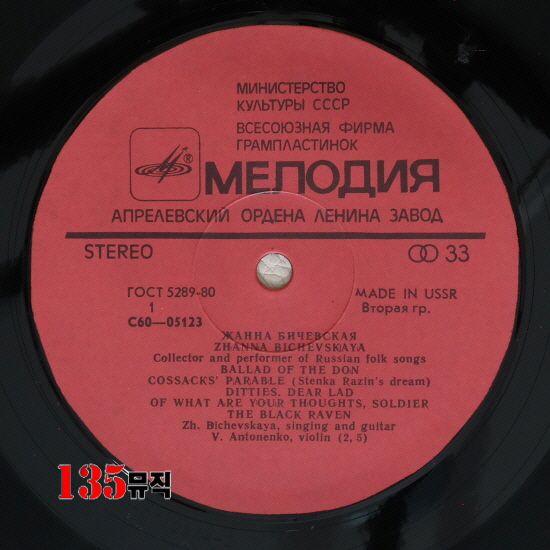 МИНИСТЕРСТВО
КУЛЬТУРЫ СССР
ВСЕСОЮЗНАЯ ФИРМА
ГРАМПЛАСТИНОК
®
МЕЛОДИЯ
АПРЕЛЕВСКИЙ ОРДЕНА ЛЕНИНА ЗАВОД
STEREO
33
ГОСТ 5289-80
1
С60—05123
MADE IN USSR
Вторая гр.
ЖАННА БИЧЕВСКАЯ
ZHANNA BICHEVSKAYA
Collector and performer of Russian folk songs
BALLAD OF THE DON
COSSACKS' PARABLE (Stenka Razin's dream)
DITTIES. DEAR LAD
OF WHAT ARE YOUR THOUGHTS, SOLDIER
THE BLACK RAVEN
Zh. Bichevskaya, singing and guitar
V. Antonenko, violin (2, 5)
135뮤직